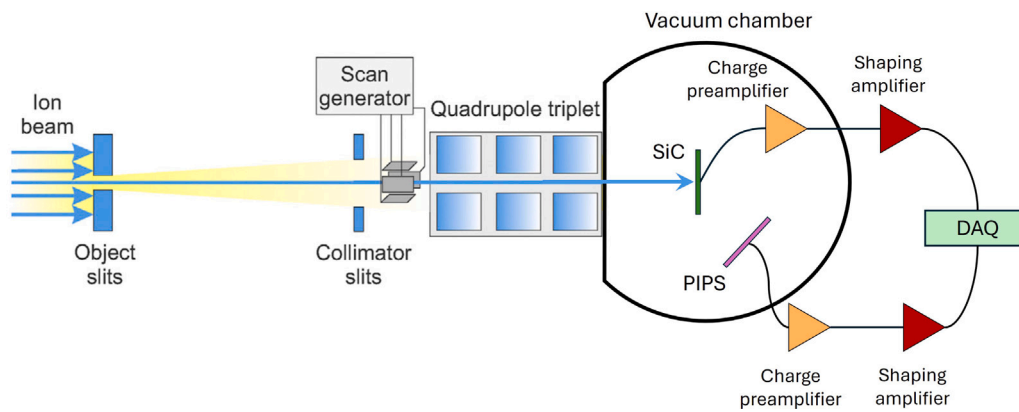 Vacuum chamber
Ion
beam
Scan
generator
Quadrupole triplet
Charge
preamplifier
Shaping
amplifier
SiC
DAQ
PIPS
Object
slits
Collimator
slits
Charge
preamplifier
Shaping
amplifier